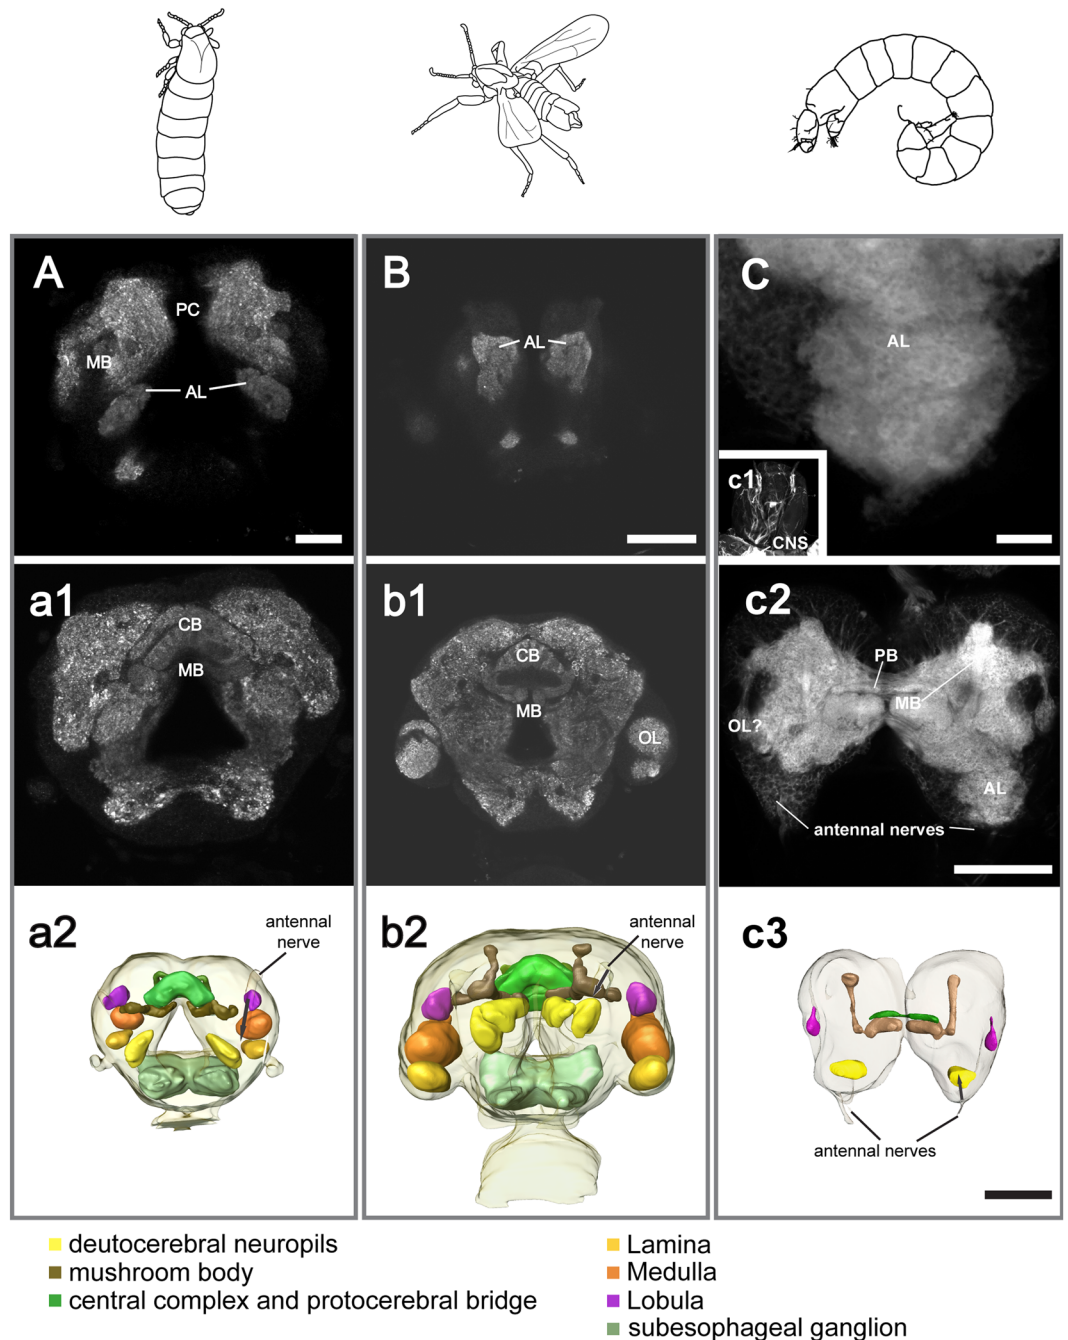 A
PC
MB
AL
B
AL
C
AL
c1
CNS
a1
CB
MB
b1
CB
MB
OL
c2
PB
MB
OL?
AL
antennal nerves
a2
antennal
nerve
b2
antennal
nerve
c3
antennal nerves
deutocerebral neuropils
mushroom body
central complex and protocerebral bridge
Lamina
Medulla
Lobula
subesophageal ganglion